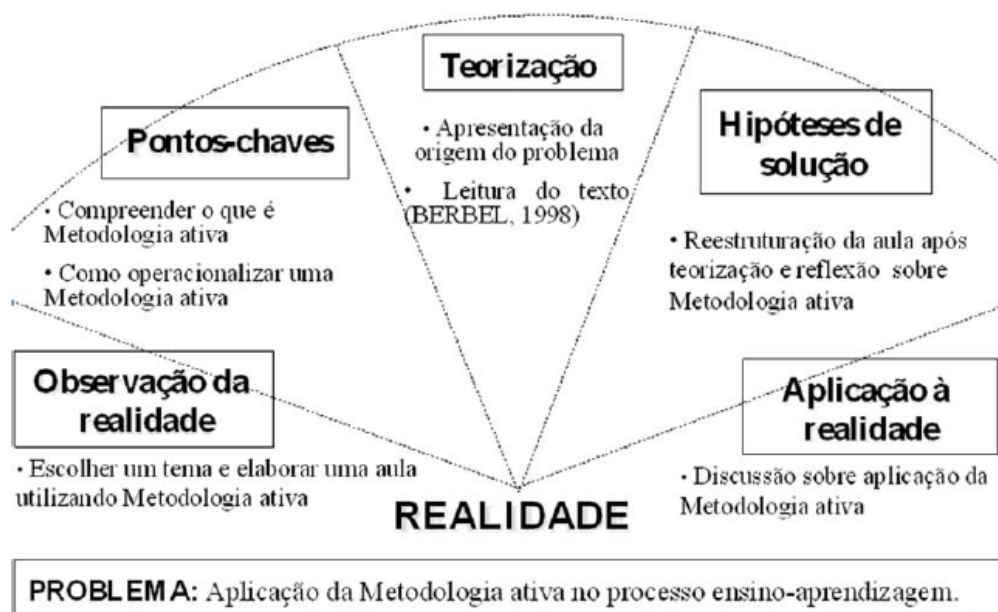 Teorização
• Apresentação da
origem do problema
• Leitura do texto
(BERBEL, 1998)
Pontos-chaves
• Compreender o que é
Metodologia ativa
• Como operacionalizar uma
Metodologia ativa
Hipóteses de
solução
• Reestruturação da aula após
teorização e reflexão sobre
Metodologia ativa
Observação da
realidade
• Escolher um tema e elaborar uma aula
utilizando Metodologia ativa
Aplicação à
realidade
• Discussão sobre aplicação da
Metodologia ativa
REALIDADE
PROBLEMA: Aplicação da Metodologia ativa no processo ensino-aprendizagem.